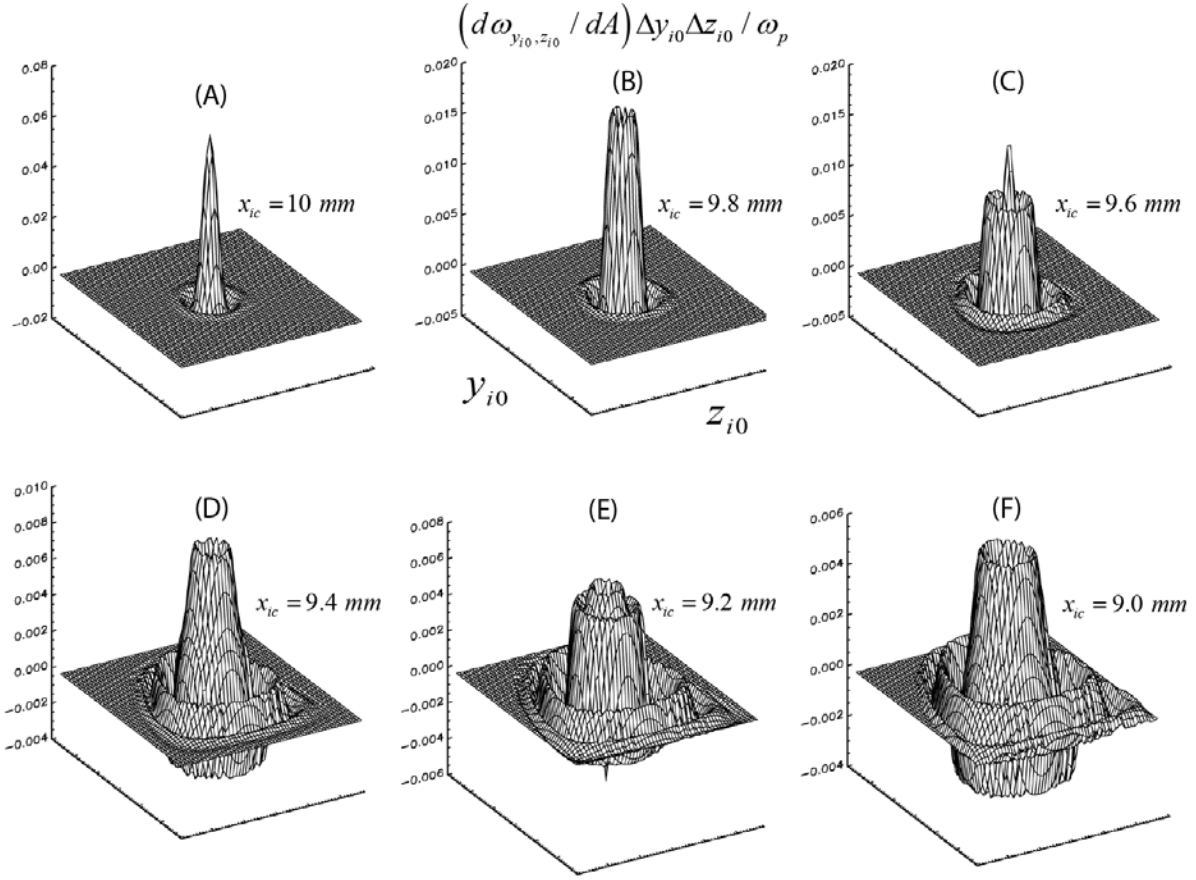 (dω_{y_{i0},z_{i0}} / dA) Δy_{i0} Δz_{i0} / ω_p
(A)
0.08
0.06
0.04
0.02
0.00
−0.02
x_{ic} = 10 mm
(B)
0.020
0.015
0.010
0.005
0.000
−0.005
x_{ic} = 9.8 mm
y_{i0}
z_{i0}
(C)
0.020
0.015
0.010
0.005
0.000
−0.005
x_{ic} = 9.6 mm
(D)
0.010
0.008
0.006
0.004
0.002
0.000
−0.002
−0.004
x_{ic} = 9.4 mm
(E)
0.008
0.006
0.004
0.002
0.000
−0.002
−0.004
−0.006
x_{ic} = 9.2 mm
(F)
0.006
0.004
0.002
0.000
−0.002
−0.004
x_{ic} = 9.0 mm